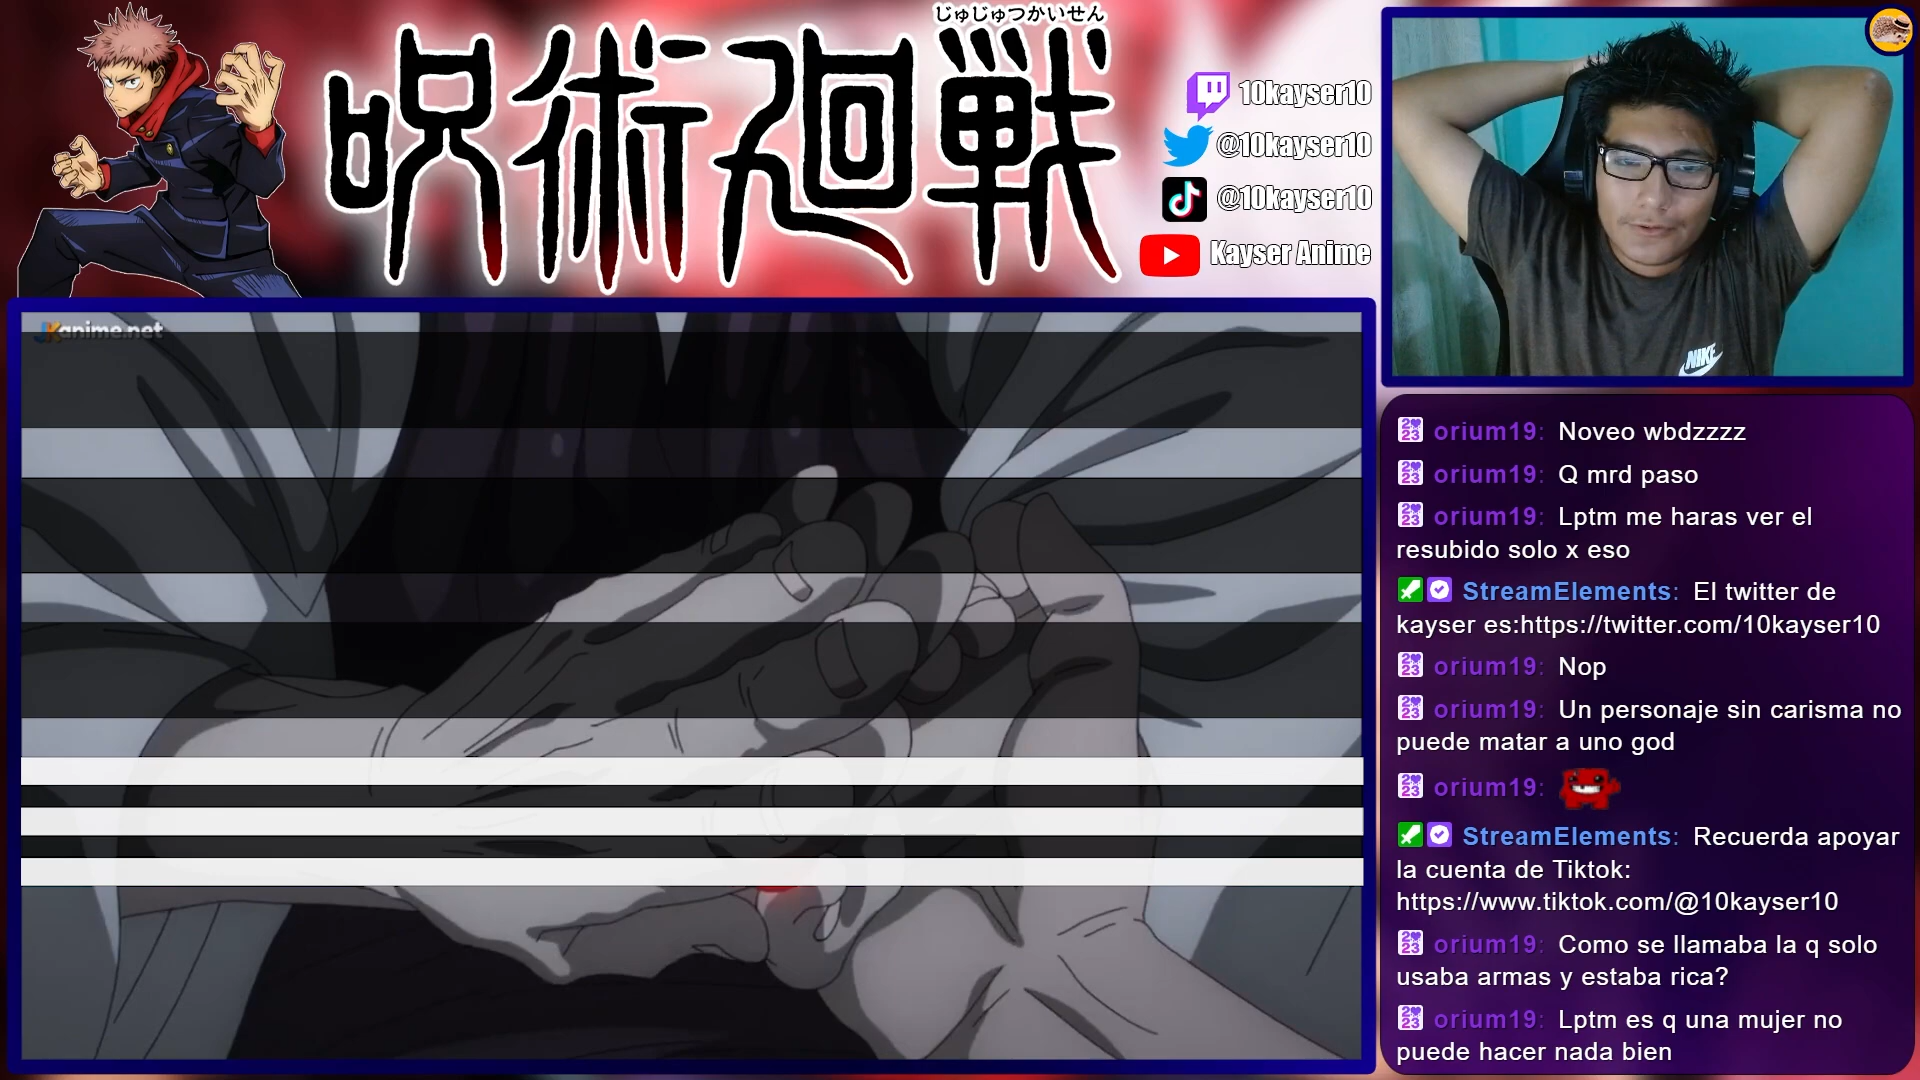 じゅじゅつかいせん
呪術廻戦
10kayser10
@10kayser10
@10kayser10
Kayser Anime
JKanime.net
NIKE
orium19: Noveo wbdzzzz
orium19: Q mrd paso
orium19: Lptm me haras ver el
resubido solo x eso
StreamElements: El twitter de
kayser es:https://twitter.com/10kayser10
orium19: Nop
orium19: Un personaje sin carisma no
puede matar a uno god
orium19:
StreamElements: Recuerda apoyar
la cuenta de Tiktok:
https://www.tiktok.com/@10kayser10
orium19: Como se llamaba la q solo
usaba armas y estaba rica?
orium19: Lptm es q una mujer no
puede hacer nada bien